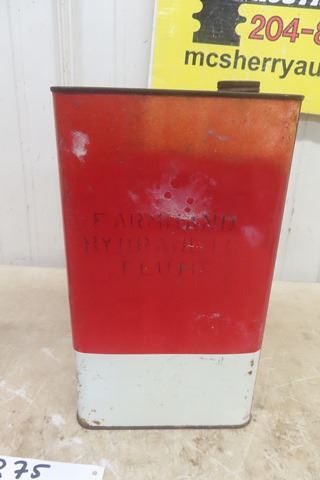 204-8
mcsherryau
FARMHAND
HYDRAULIC
FLUID
275